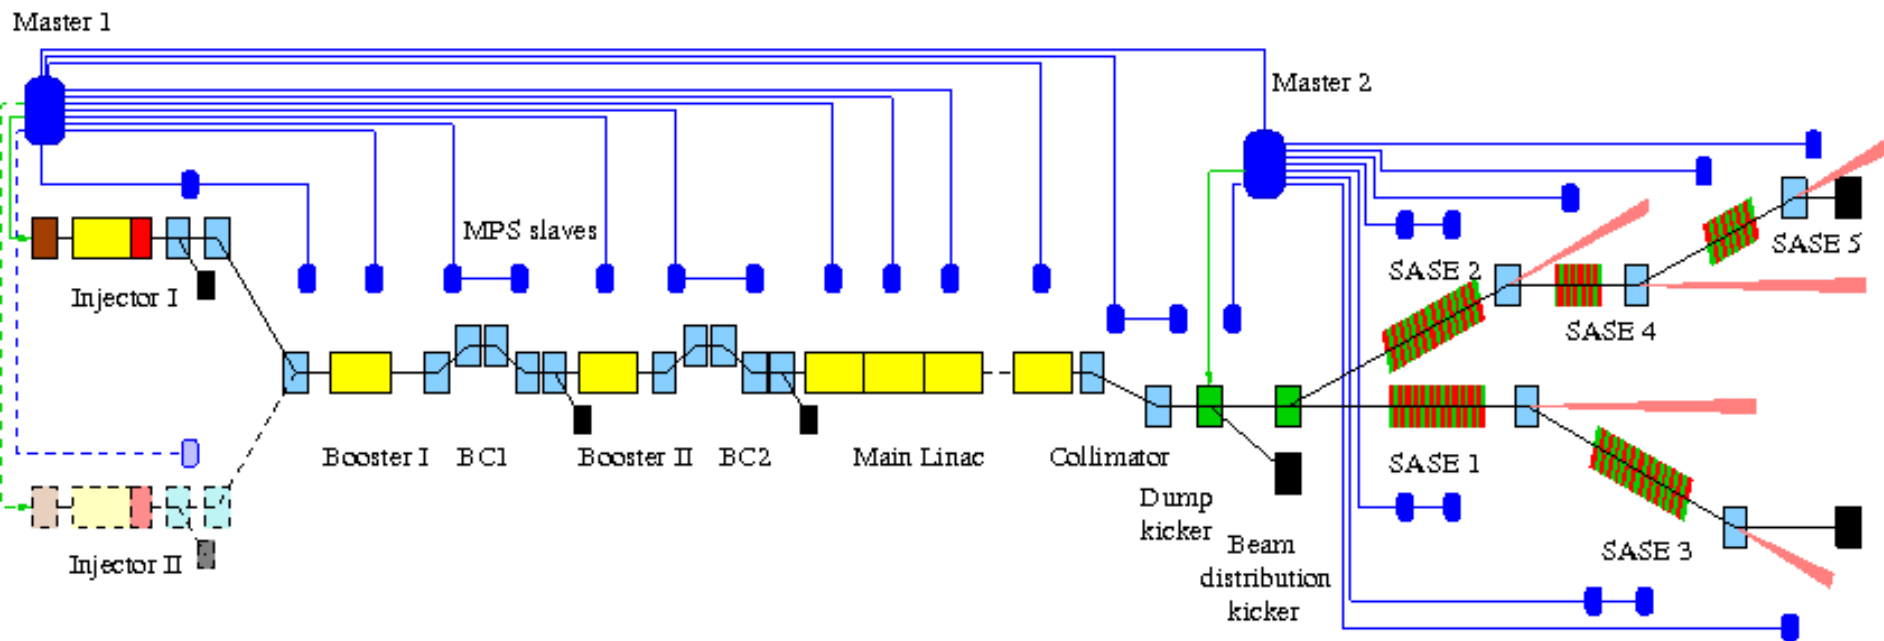 Master 1
Master 2
MPS slaves
SASE 5
Injector I
SASE 2
SASE 4
Booster I
BC1
Booster II
BC2
Main Linac
Collimator
SASE 1
Dump
kicker
Beam
distribution
kicker
SASE 3
Injector II